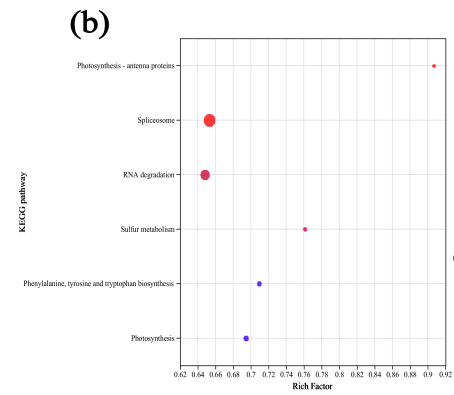 (b)
Photosynthesis - antenna proteins
Spliceosome
RNA degradation
Sulfur metabolism
Phenylalanine, tyrosine and tryptophan biosynthesis
Photosynthesis
KEGG pathway
0.62 0.64 0.66 0.68 0.7 0.72 0.74 0.76 0.78 0.8 0.82 0.84 0.86 0.88 0.9 0.92
Rich Factor